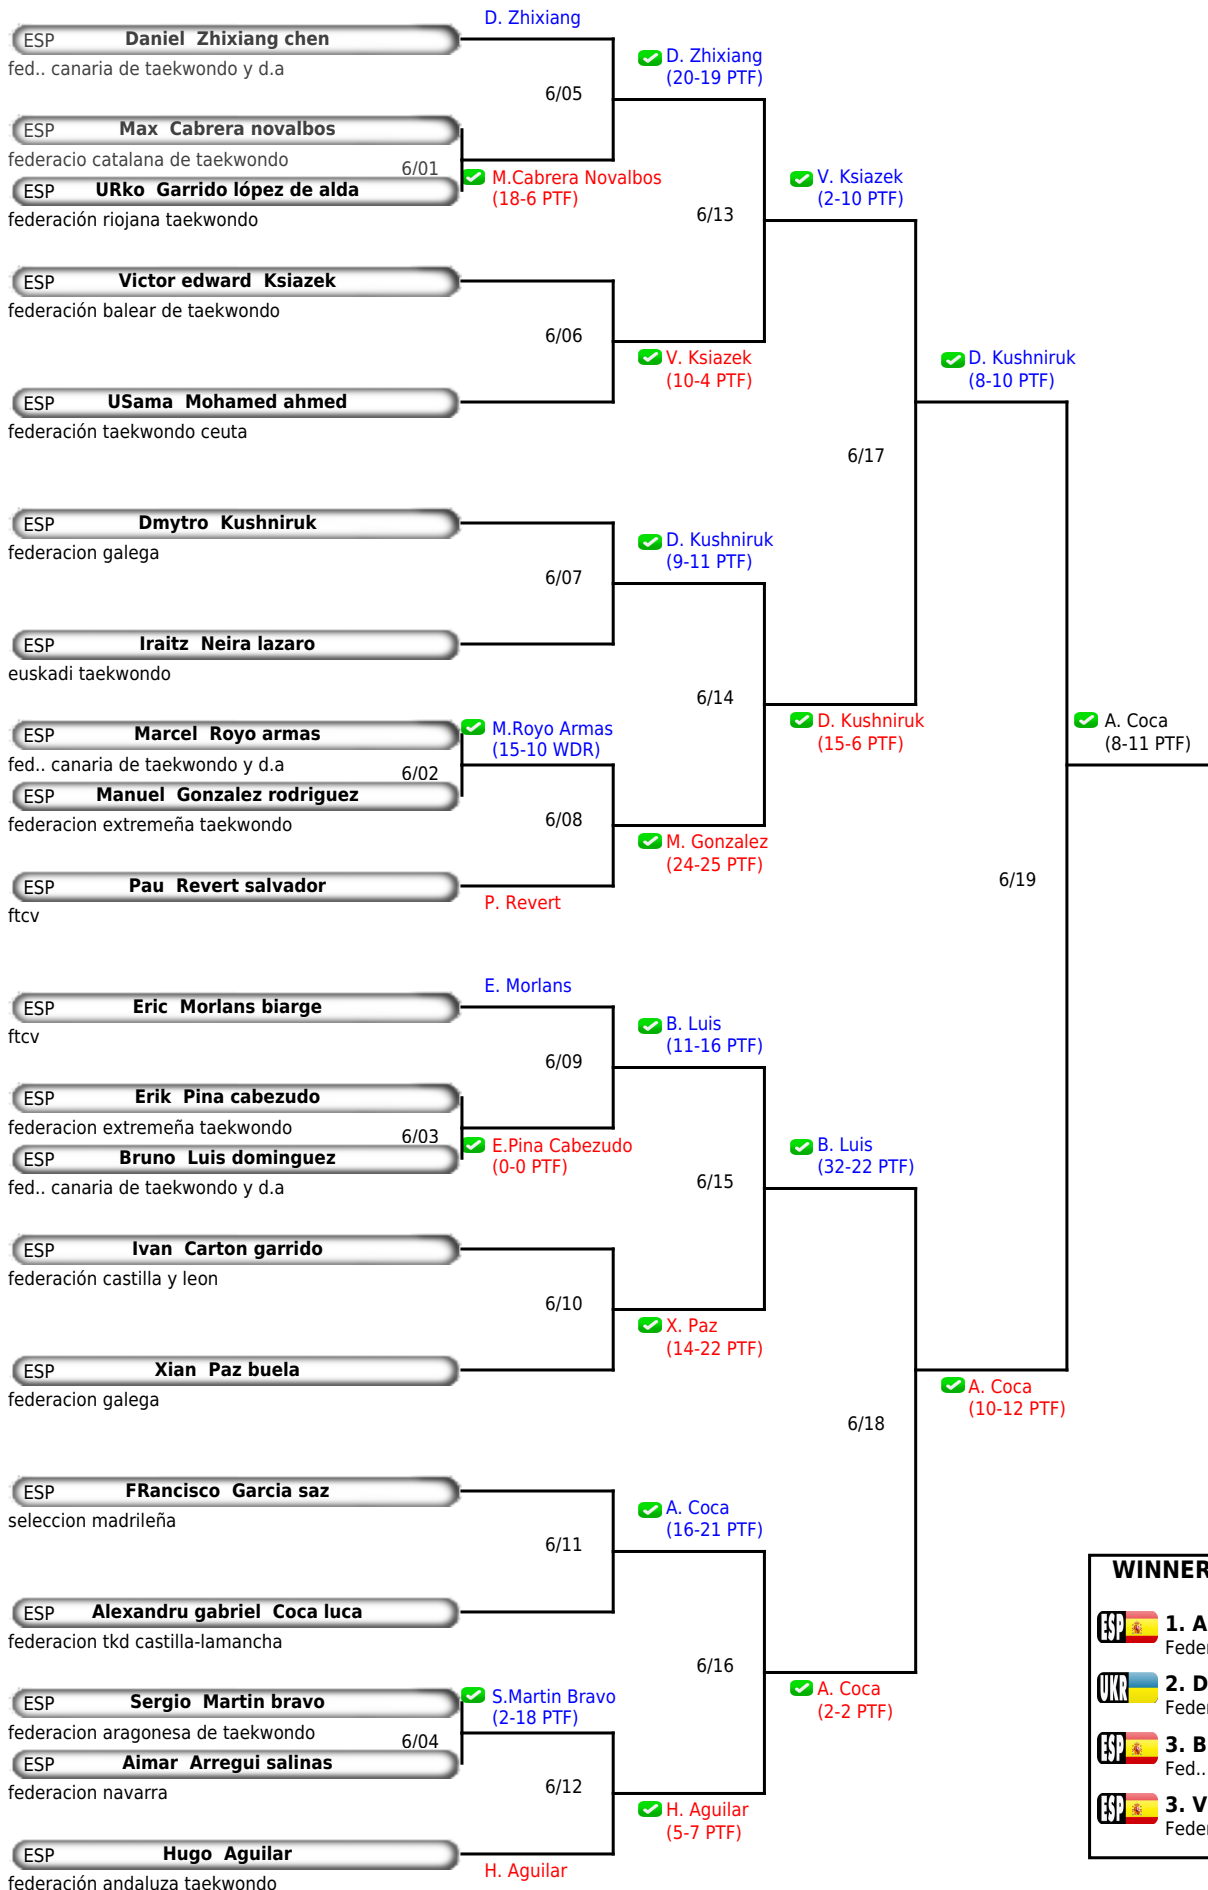 D. Zhixiang
ESP Daniel Zhixiang chen
fed.. canaria de taekwondo y d.a
D. Zhixiang
(20-19 PTF)
6/05
ESP Max Cabrera novalbos
federacio catalana de taekwondo
6/01
M.Cabrera Novalbos
(18-6 PTF)
ESP URko Garrido lópez de alda
federación riojana taekwondo
V. Ksiazek
(2-10 PTF)
6/13
ESP Victor edward Ksiazek
federación balear de taekwondo
6/06
V. Ksiazek
(10-4 PTF)
D. Kushniruk
(8-10 PTF)
ESP USama Mohamed ahmed
federación taekwondo ceuta
6/17
ESP Dmytro Kushniruk
federacion galega
D. Kushniruk
(9-11 PTF)
6/07
ESP Iraitz Neira lazaro
euskadi taekwondo
6/14
ESP Marcel Royo armas
fed.. canaria de taekwondo y d.a
M.Royo Armas
(15-10 WDR)
D. Kushniruk
(15-6 PTF)
A. Coca
(8-11 PTF)
6/02
ESP Manuel Gonzalez rodriguez
federacion extremeña taekwondo
6/08
M. Gonzalez
(24-25 PTF)
ESP Pau Revert salvador
ftcv
P. Revert
6/19
E. Morlans
ESP Eric Morlans biarge
ftcv
B. Luis
(11-16 PTF)
6/09
ESP Erik Pina cabezudo
federacion extremeña taekwondo
6/03
E.Pina Cabezudo
(0-0 PTF)
ESP Bruno Luis dominguez
fed.. canaria de taekwondo y d.a
B. Luis
(32-22 PTF)
6/15
ESP Ivan Carton garrido
federación castilla y leon
6/10
X. Paz
(14-22 PTF)
ESP Xian Paz buela
federacion galega
A. Coca
(10-12 PTF)
6/18
ESP FRancisco Garcia saz
seleccion madrileña
A. Coca
(16-21 PTF)
6/11
ESP Alexandru gabriel Coca luca
federacion tkd castilla-lamancha
6/16
ESP Sergio Martin bravo
federacion aragonesa de taekwondo
S.Martin Bravo
(2-18 PTF)
A. Coca
(2-2 PTF)
6/04
ESP Aimar Arregui salinas
federacion navarra
6/12
H. Aguilar
(5-7 PTF)
ESP Hugo Aguilar
federación andaluza taekwondo
H. Aguilar
WINNER
ESP 1. A
Feder
UKR 2. D
Feder
ESP 3. B
Fed..
ESP 3. V
Feder